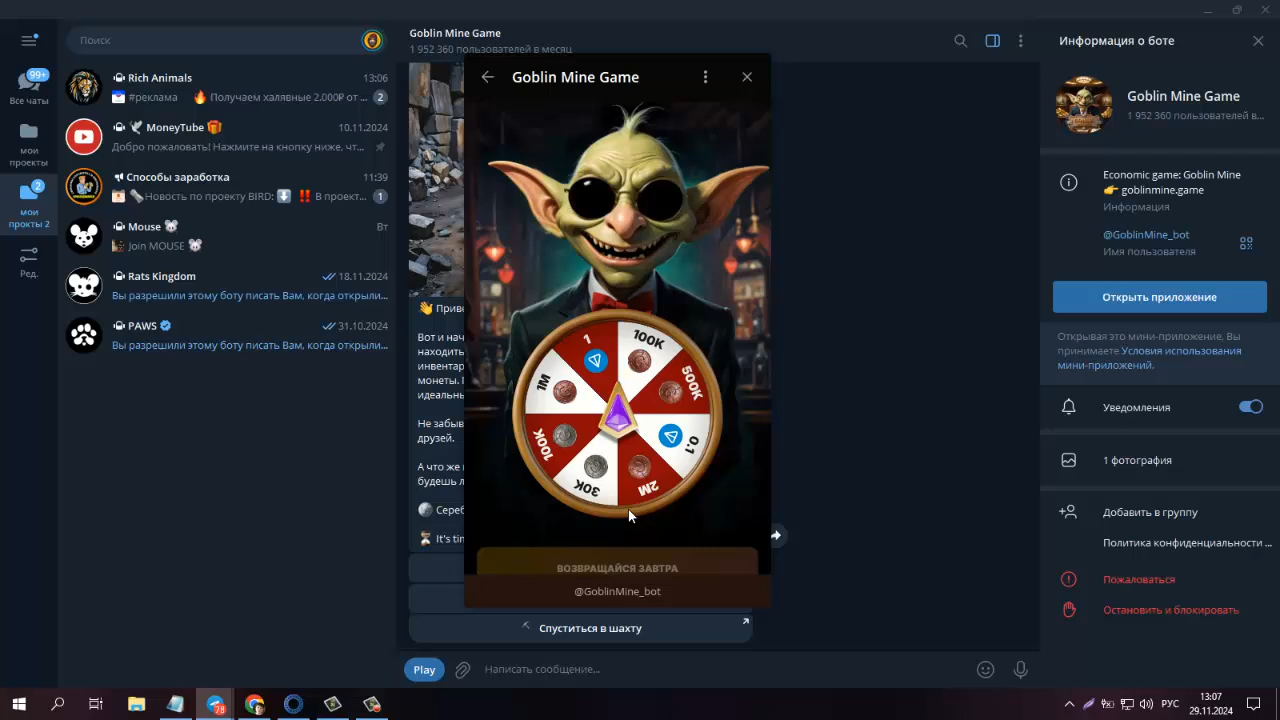 Поиск
Все чаты
99+
мои
проекты
2
мои
прокты 2
Ред.
Rich Animals
13:06
#реклама 🔥 Получаем халявные 2.000₽ от ...
2
🕊 MoneyTube 🎁
10.11.2024
Добро пожаловать! Нажмите на кнопку ниже, чт...
Способы заработка
11:39
Новость по проекту BIRD: ⬇️ ‼️ В проект...
1
Mouse 🐭
Вт
Join MOUSE 🐭
Rats Kingdom
18.11.2024
Вы разрешили этому боту писать Вам, когда открыли...
PAWS
31.10.2024
Вы разрешили этому боту писать Вам, когда открыли...
Goblin Mine Game
1 952 360 пользователей в месяц
👋 Приве
Вот и нач
находить
инвентар
монеты. 
идеальнь
Не забыв
друзей.
А что же
будешь л
Сереб
⏳ It's tim
Спуститься в шахту
Play
Написать сообщение...
Goblin Mine Game
1
100K
500K
0.1
2M
30K
100K
1M
ВОЗВРАЩАЙСЯ ЗАВТРА
@GoblinMine_bot
Информация о боте
Goblin Mine Game
1 952 360 пользователей в...
Economic game: Goblin Mine
👉 goblinmine.game
Информация
@GoblinMine_bot
Имя пользователя
Открыть приложение
Открывая это мини-приложение, Вы
принимаете Условия использования
мини-приложений.
Уведомления
1 фотография
Добавить в группу
Политика конфиденциальности ...
Пожаловаться
Остановить и блокировать
78
РУС
13:07
29.11.2024